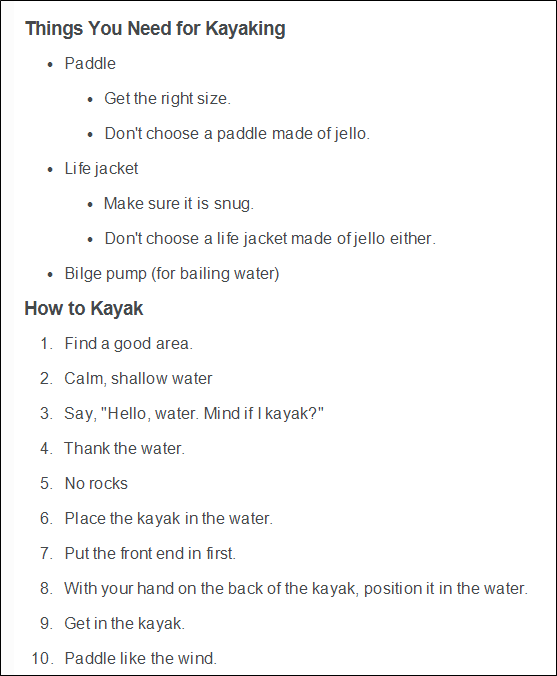 Things You Need for Kayaking
• Paddle
• Get the right size.
• Don't choose a paddle made of jello.
• Life jacket
• Make sure it is snug.
• Don't choose a life jacket made of jello either.
• Bilge pump (for bailing water)
How to Kayak
1. Find a good area.
2. Calm, shallow water
3. Say, "Hello, water. Mind if I kayak?"
4. Thank the water.
5. No rocks
6. Place the kayak in the water.
7. Put the front end in first.
8. With your hand on the back of the kayak, position it in the water.
9. Get in the kayak.
10. Paddle like the wind.